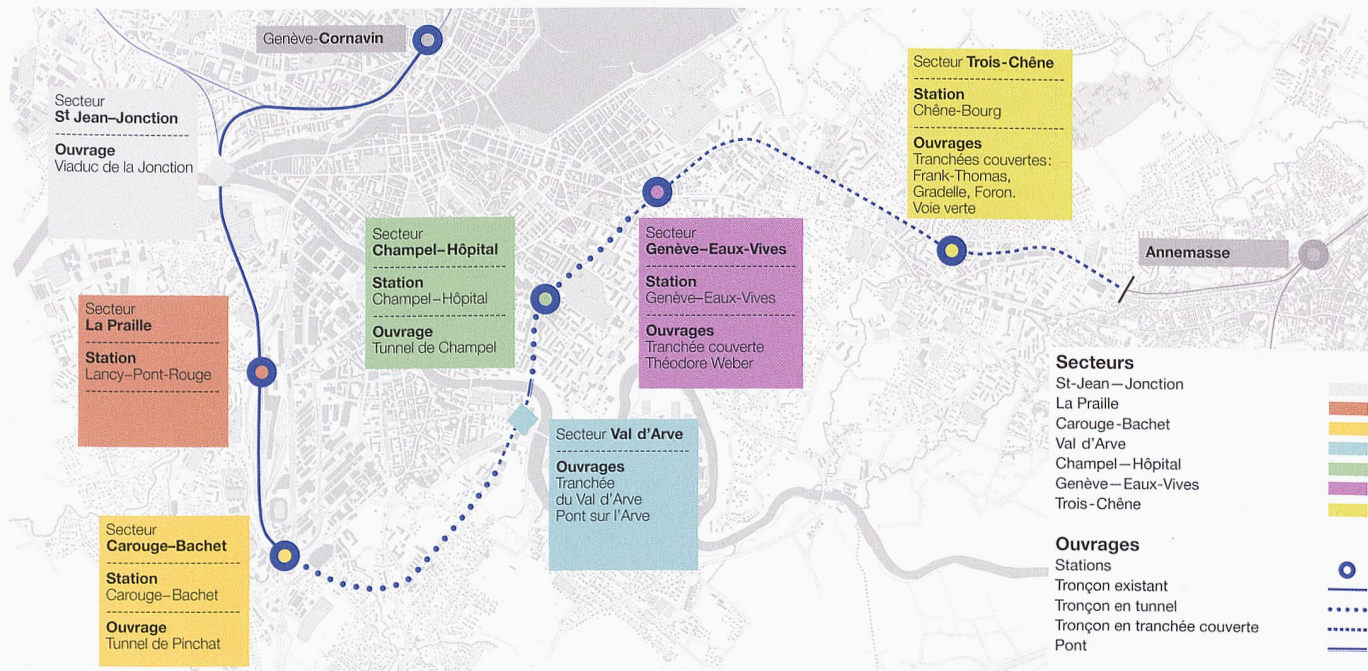 Genève-Cornavin
Secteur
St Jean–Jonction
Ouvrage
Viaduc de la Jonction
Secteur
La Praille
Station
Lancy–Pont-Rouge
Secteur
Carouge–Bachet
Station
Carouge–Bachet
Ouvrage
Tunnel de Pinchat
Secteur
Champel–Hôpital
Station
Champel–Hôpital
Ouvrage
Tunnel de Champel
Secteur Val d'Arve
Ouvrages
Tranchée
du Val d'Arve
Pont sur l'Arve
Secteur
Genève–Eaux-Vives
Station
Genève–Eaux-Vives
Ouvrages
Tranchée couverte
Théodore Weber
Secteur Trois-Chêne
Station
Chêne-Bourg
Ouvrages
Tranchées couvertes:
Frank-Thomas,
Gradelle, Foron.
Voie verte
Annemasse
Secteurs
St-Jean—Jonction
La Praille
Carouge-Bachet
Val d'Arve
Champel—Hôpital
Genève—Eaux-Vives
Trois-Chêne
Ouvrages
Stations
Tronçon existant
Tronçon en tunnel
Tronçon en tranchée couverte
Pont